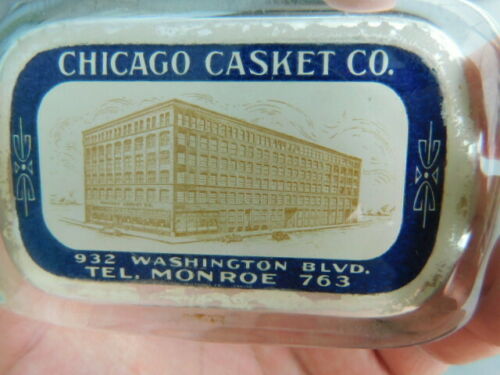 CHICAGO CASKET CO.
932 WASHINGTON BLVD.
TEL. MONROE 763